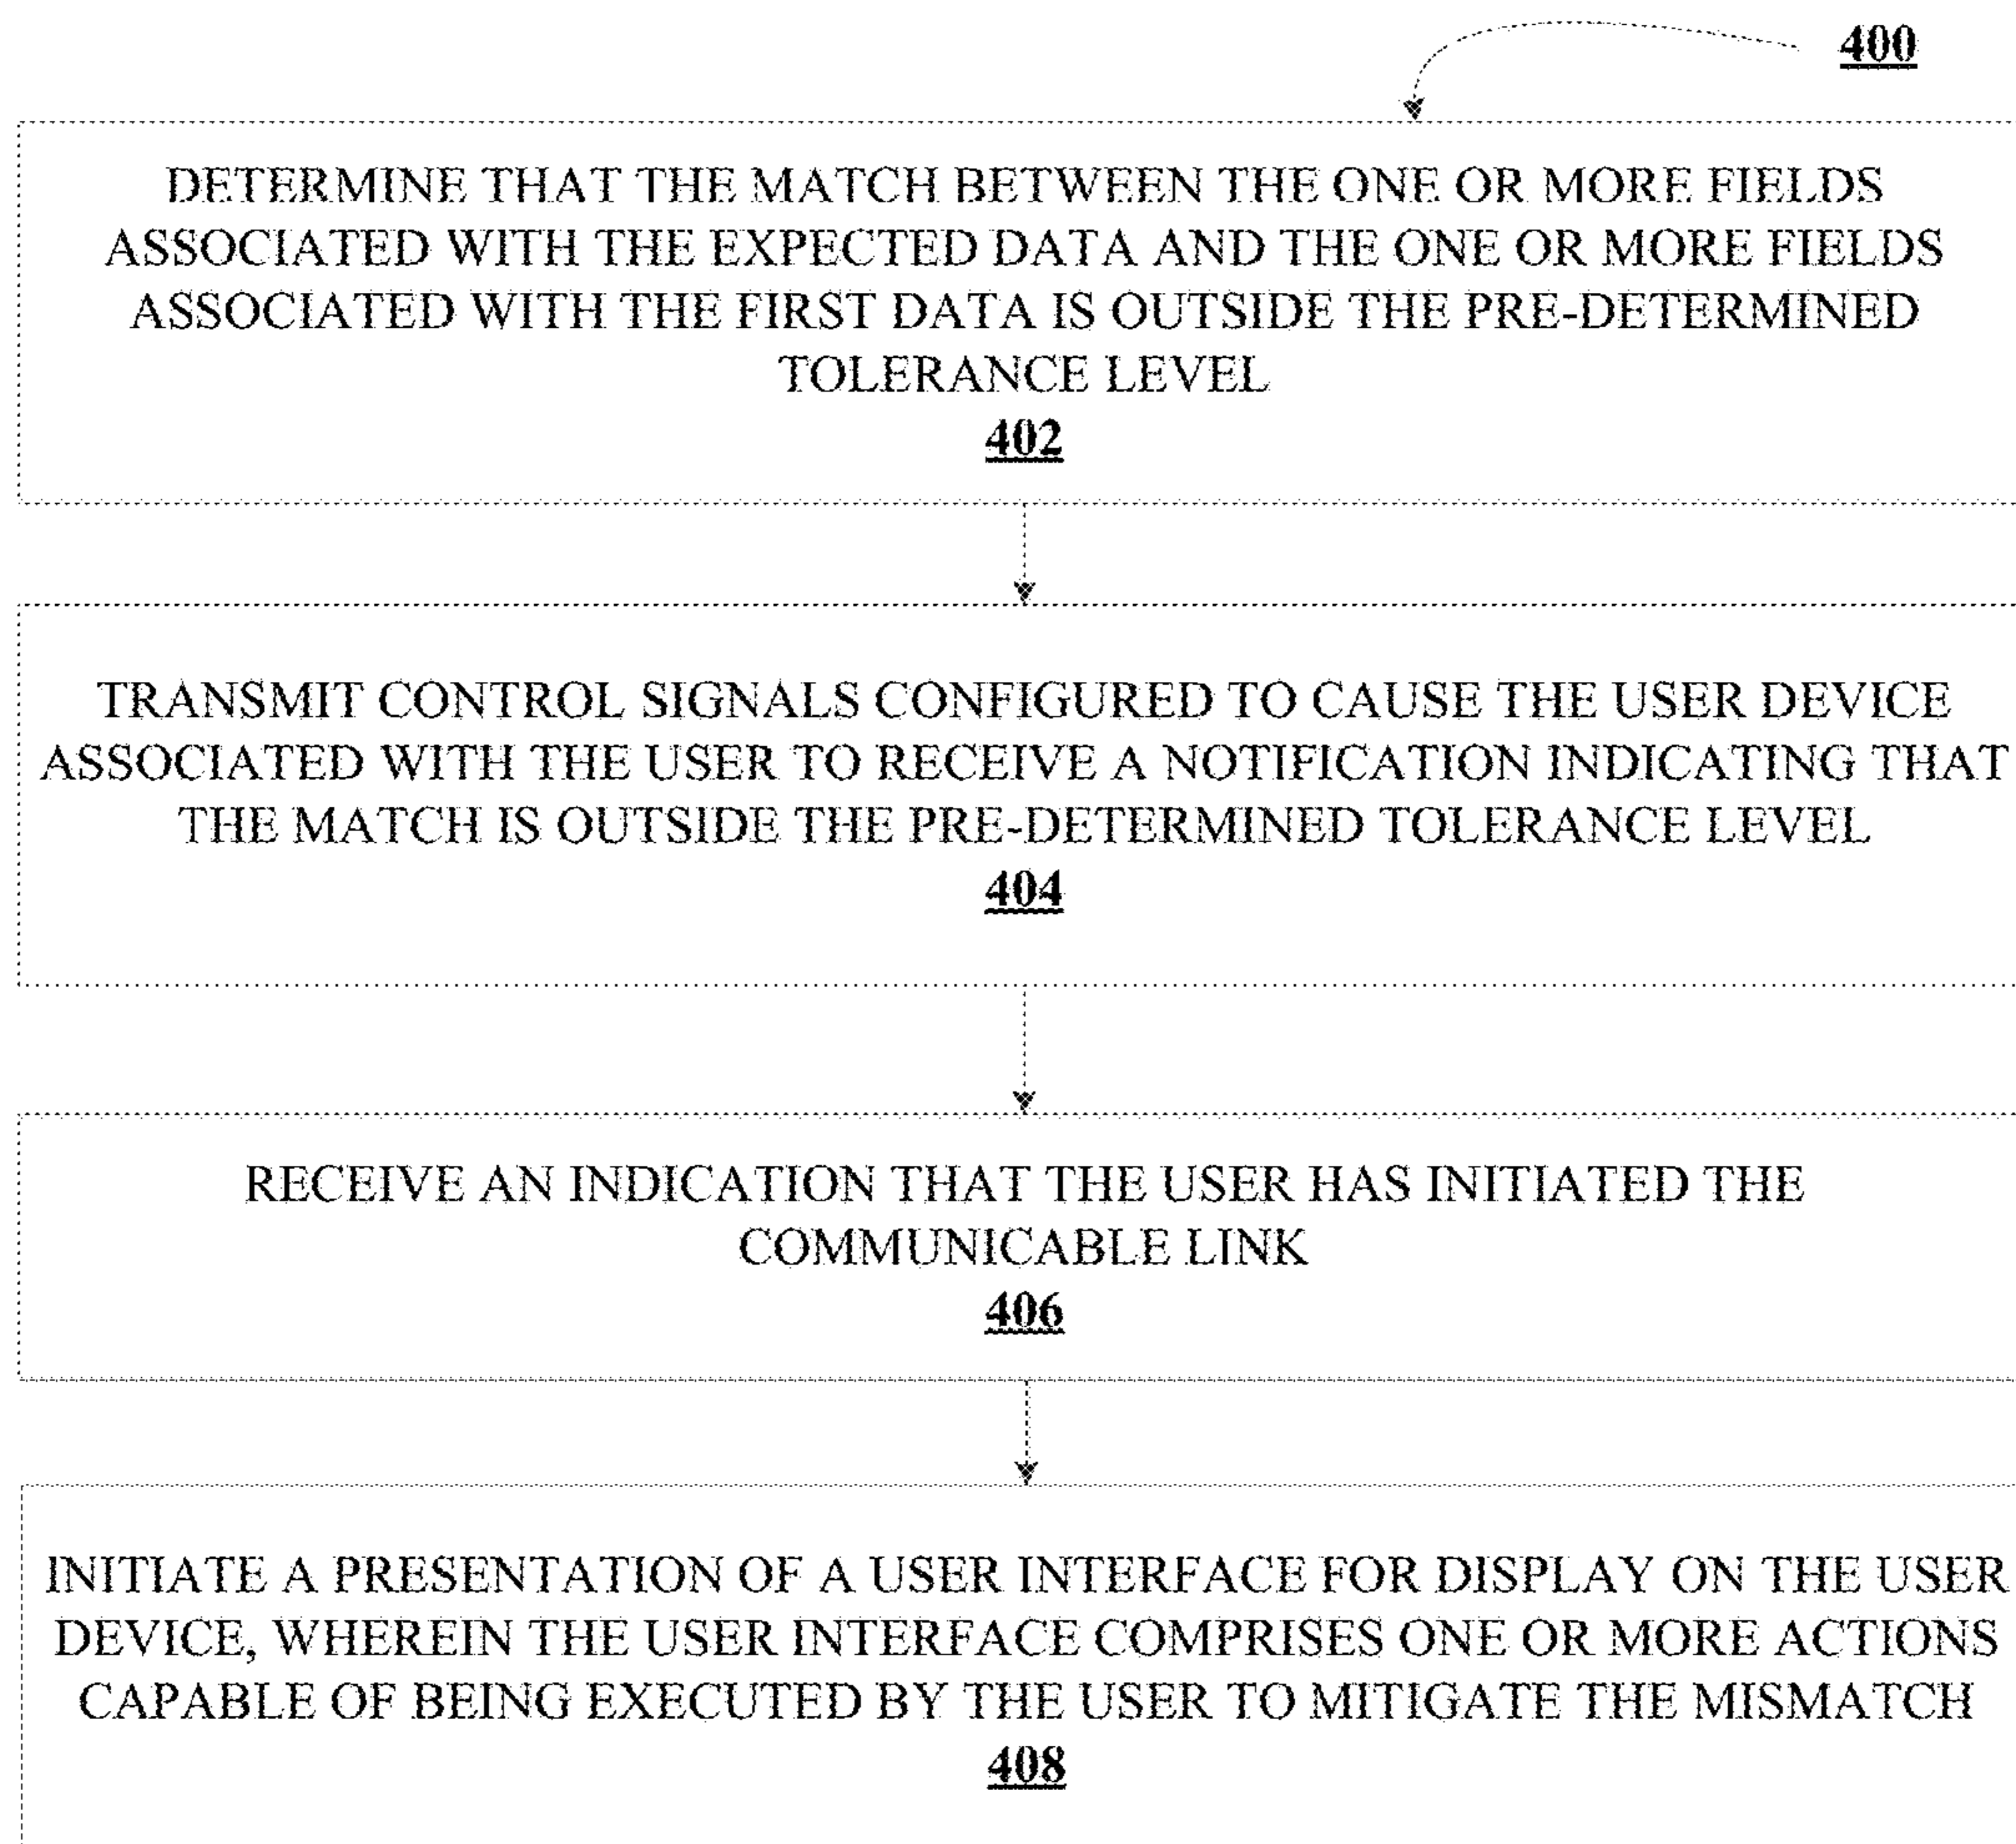 400
DETERMINE THAT THE MATCH BETWEEN THE ONE OR MORE FIELDS
ASSOCIATED WITH THE EXPECTED DATA AND THE ONE OR MORE FIELDS
ASSOCIATED WITH THE FIRST DATA IS OUTSIDE THE PRE-DETERMINED
TOLERANCE LEVEL
402
TRANSMIT CONTROL SIGNALS CONFIGURED TO CAUSE THE USER DEVICE
ASSOCIATED WITH THE USER TO RECEIVE A NOTIFICATION INDICATING THAT
THE MATCH IS OUTSIDE THE PRE-DETERMINED TOLERANCE LEVEL
404
RECEIVE AN INDICATION THAT THE USER HAS INITIATED THE
COMMUNICABLE LINK
406
INITIATE A PRESENTATION OF A USER INTERFACE FOR DISPLAY ON THE USER
DEVICE, WHEREIN THE USER INTERFACE COMPRISES ONE OR MORE ACTIONS
CAPABLE OF BEING EXECUTED BY THE USER TO MITIGATE THE MISMATCH
408